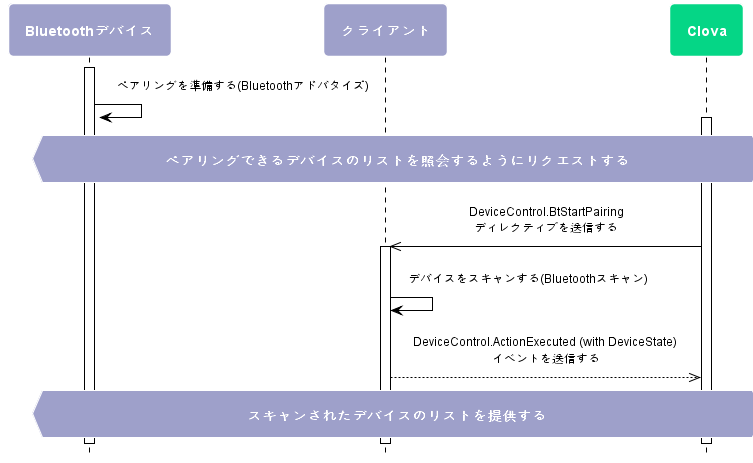 Bluetoothデバイス
クライアント
Clova
ペアリングを準備する(Bluetoothアドバタイズ)
ペアリングできるデバイスのリストを照会するようにリクエストする
DeviceControl.BtStartPairing
ディレクティブを送信する
デバイスをスキャンする(Bluetoothスキャン)
DeviceControl.ActionExecuted (with DeviceState)
イベントを送信する
スキャンされたデバイスのリストを提供する